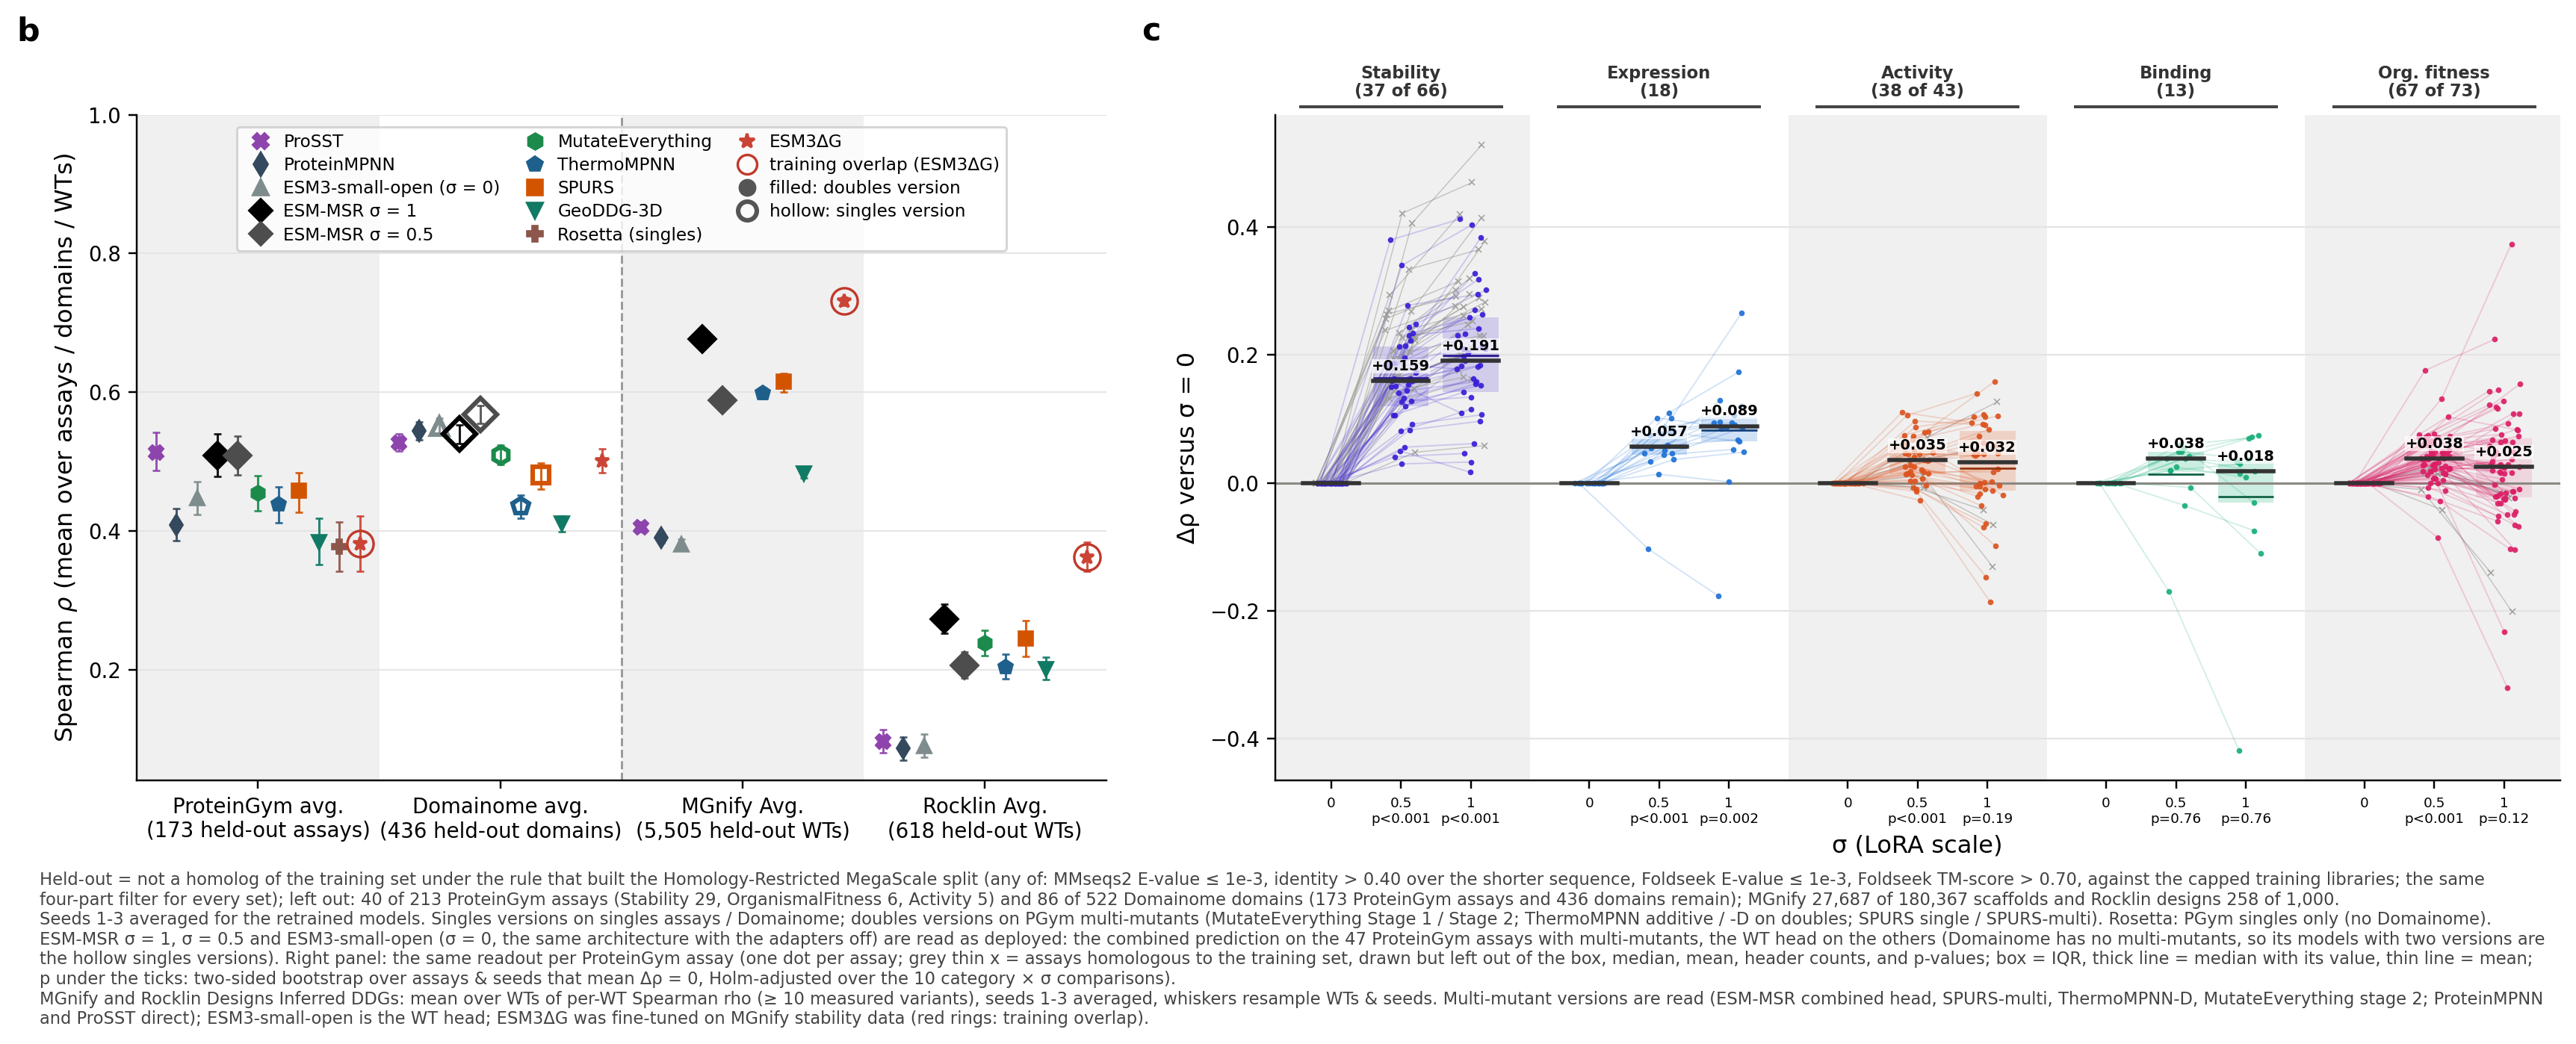 b
Spearman ρ (mean over assays / domains / WTs)
1.0
0.8
0.6
0.4
0.2
ProSST
ProteinMPNN
ESM3-small-open (σ = 0)
ESM-MSR σ = 1
ESM-MSR σ = 0.5
MutateEverything
ThermoMPNN
SPURS
GeoDDG-3D
Rosetta (singles)
ESM3ΔG
training overlap (ESM3ΔG)
filled: doubles version
hollow: singles version
ProteinGym avg.
(173 held-out assays)
Domainome avg.
(436 held-out domains)
MGnify Avg.
(5,505 held-out WTs)
Rocklin Avg.
(618 held-out WTs)
c
Stability
(37 of 66)
Expression
(18)
Activity
(38 of 43)
Binding
(13)
Org. fitness
(67 of 73)
Δρ versus σ = 0
0.4
0.2
0.0
−0.2
−0.4
+0.159
+0.191
+0.057
+0.089
+0.035
+0.032
+0.038
+0.018
+0.038
+0.025
0 0.5 1
p<0.001 p<0.001
0 0.5 1
p<0.001 p=0.002
0 0.5 1
p<0.001 p=0.19
0 0.5 1
p=0.76 p=0.76
0 0.5 1
p<0.001 p=0.12
σ (LoRA scale)
Held-out = not a homolog of the training set under the rule that built the Homology-Restricted MegaScale split (any of: MMseqs2 E-value ≤ 1e-3, identity > 0.40 over the shorter sequence, Foldseek E-value ≤ 1e-3, Foldseek TM-score > 0.70, against the capped training libraries; the same
four-part filter for every set); left out: 40 of 213 ProteinGym assays (Stability 29, OrganismalFitness 6, Activity 5) and 86 of 522 Domainome domains (173 ProteinGym assays and 436 domains remain); MGnify 27,687 of 180,367 scaffolds and Rocklin designs 258 of 1,000.
Seeds 1-3 averaged for the retrained models. Singles versions on singles assays / Domainome; doubles versions on PGym multi-mutants (MutateEverything Stage 1 / Stage 2; ThermoMPNN additive / -D on doubles; SPURS single / SPURS-multi). Rosetta: PGym singles only (no Domainome).
ESM-MSR σ = 1, σ = 0.5 and ESM3-small-open (σ = 0, the same architecture with the adapters off) are read as deployed: the combined prediction on the 47 ProteinGym assays with multi-mutants, the WT head on the others (Domainome has no multi-mutants, so its models with two versions are
the hollow singles versions). Right panel: the same readout per ProteinGym assay (one dot per assay; grey thin x = assays homologous to the training set, drawn but left out of the box, median, mean, header counts, and p-values; box = IQR, thick line = median with its value, thin line = mean;
p under the ticks: two-sided bootstrap over assays & seeds that mean Δρ = 0, Holm-adjusted over the 10 category × σ comparisons).
MGnify and Rocklin Designs Inferred DDGs: mean over WTs of per-WT Spearman rho (≥ 10 measured variants), seeds 1-3 averaged, whiskers resample WTs & seeds. Multi-mutant versions are read (ESM-MSR combined head, SPURS-multi, ThermoMPNN-D, MutateEverything stage 2; ProteinMPNN
and ProSST direct); ESM3-small-open is the WT head; ESM3ΔG was fine-tuned on MGnify stability data (red rings: training overlap).